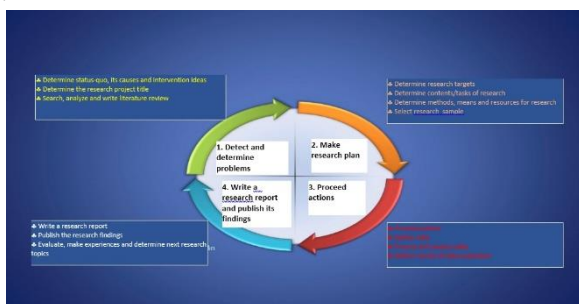 ♣ Determine status-quo, its causes and intervention ideas
♣ Determine the research project title
♣ Search, analyze and write literature review
♣ Determine research targets
♣ Determine contents/tasks of research
♣ Determine methods, means and resources for research
♣ Select research sample
1. Detect and
determine
problems
2. Make
research plan
4. Write a
research report
and publish its
findings
3. Proceed
actions
♣ Write a research report
♣ Publish the research findings
♣ Evaluate, make experiences and determine next research
topics